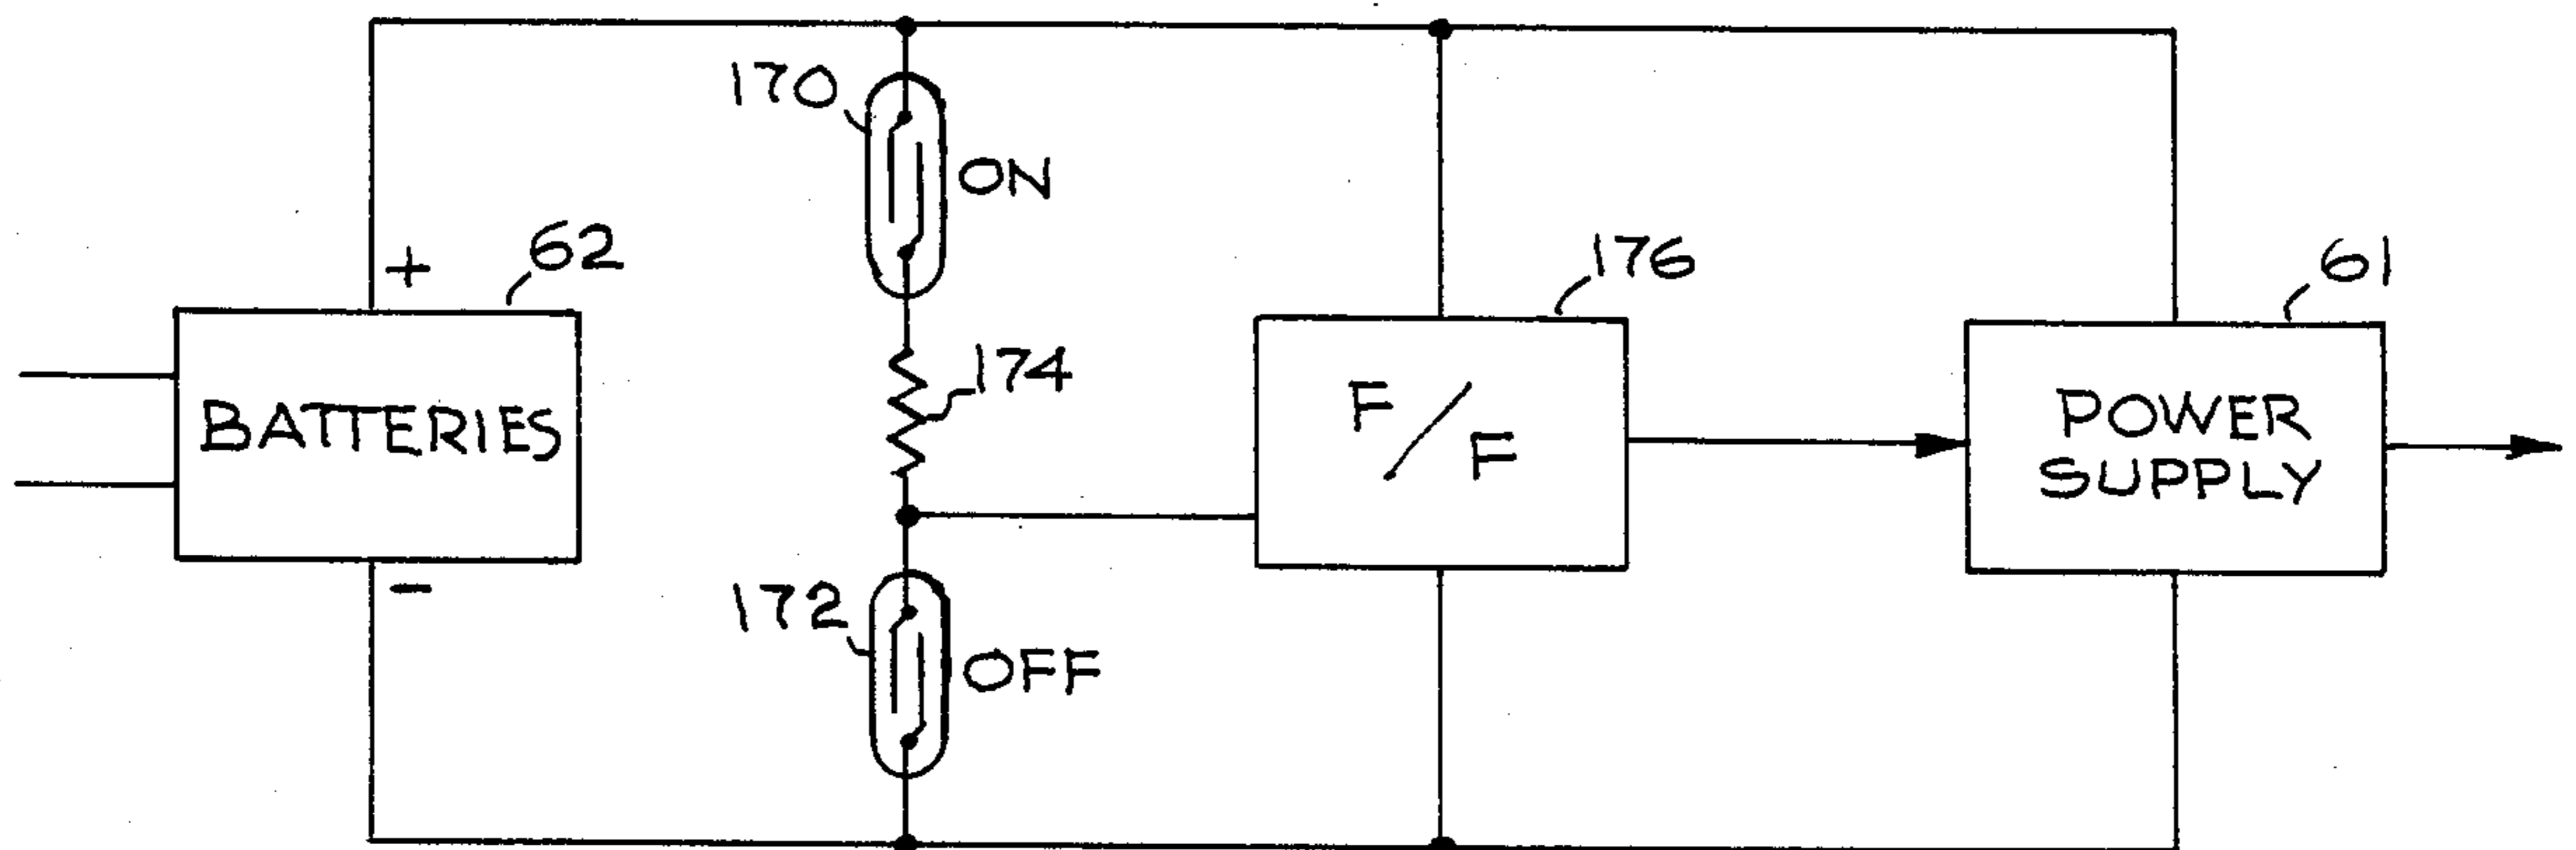 170
ON
+
62
176
61
174
BATTERIES
F/F
POWER
SUPPLY
-
172
OFF